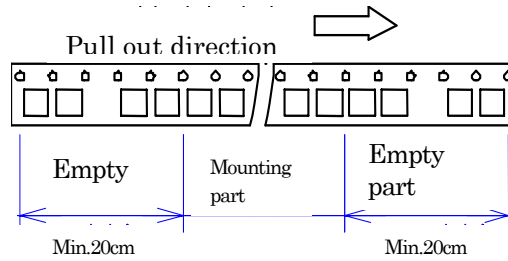 Pull out direction
Empty
Mounting
part
Empty
part
Min.20cm
Min.20cm